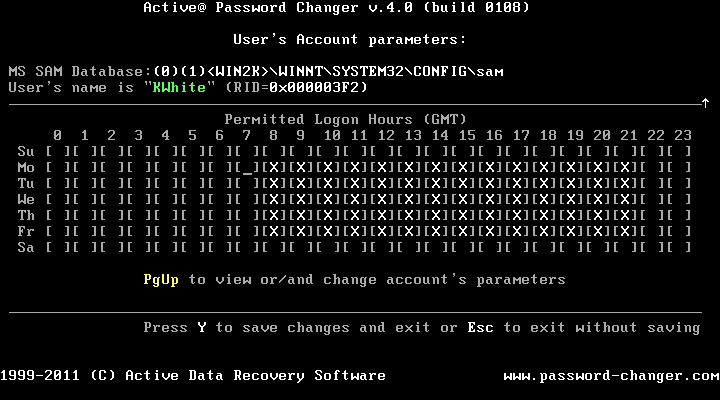 Active@ Password Changer v.4.0 (build 0108)
User's Account parameters:
MS SAM Database:(0)(1)<WIN2K>\WINNT\SYSTEM32\CONFIG\sam
User's name is "KWhite" (RID=0x000003F2)
Permitted Logon Hours (GMT)
0 1 2 3 4 5 6 7 8 9 10 11 12 13 14 15 16 17 18 19 20 21 22 23
Su [ ][ ][ ][ ][ ][ ][ ][ ][ ][ ][ ][ ][ ][ ][ ][ ][ ][ ][ ][ ][ ][ ][ ][ ]
Mo [ ][ ][ ][ ][ ][ ][ ][_][X][X][X][X][X][X][X][X][X][X][X][X][X][X][ ][ ]
Tu [ ][ ][ ][ ][ ][ ][ ][ ][X][X][X][X][X][X][X][X][X][X][X][X][X][X][ ][ ]
We [ ][ ][ ][ ][ ][ ][ ][ ][X][X][X][X][X][X][X][X][X][X][X][X][X][X][ ][ ]
Th [ ][ ][ ][ ][ ][ ][ ][ ][X][X][X][X][X][X][X][X][X][X][X][X][X][X][ ][ ]
Fr [ ][ ][ ][ ][ ][ ][ ][ ][X][X][X][X][X][X][X][X][X][X][X][X][X][X][ ][ ]
Sa [ ][ ][ ][ ][ ][ ][ ][ ][ ][ ][ ][ ][ ][ ][ ][ ][ ][ ][ ][ ][ ][ ][ ][ ]
PgUp to view or/and change account's parameters
Press Y to save changes and exit or Esc to exit without saving
1999-2011 (C) Active Data Recovery Software www.password-changer.com